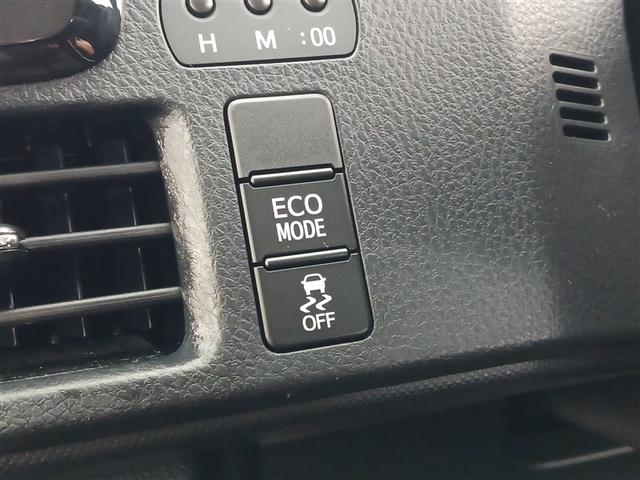 H M :00
ECO
MODE
OFF